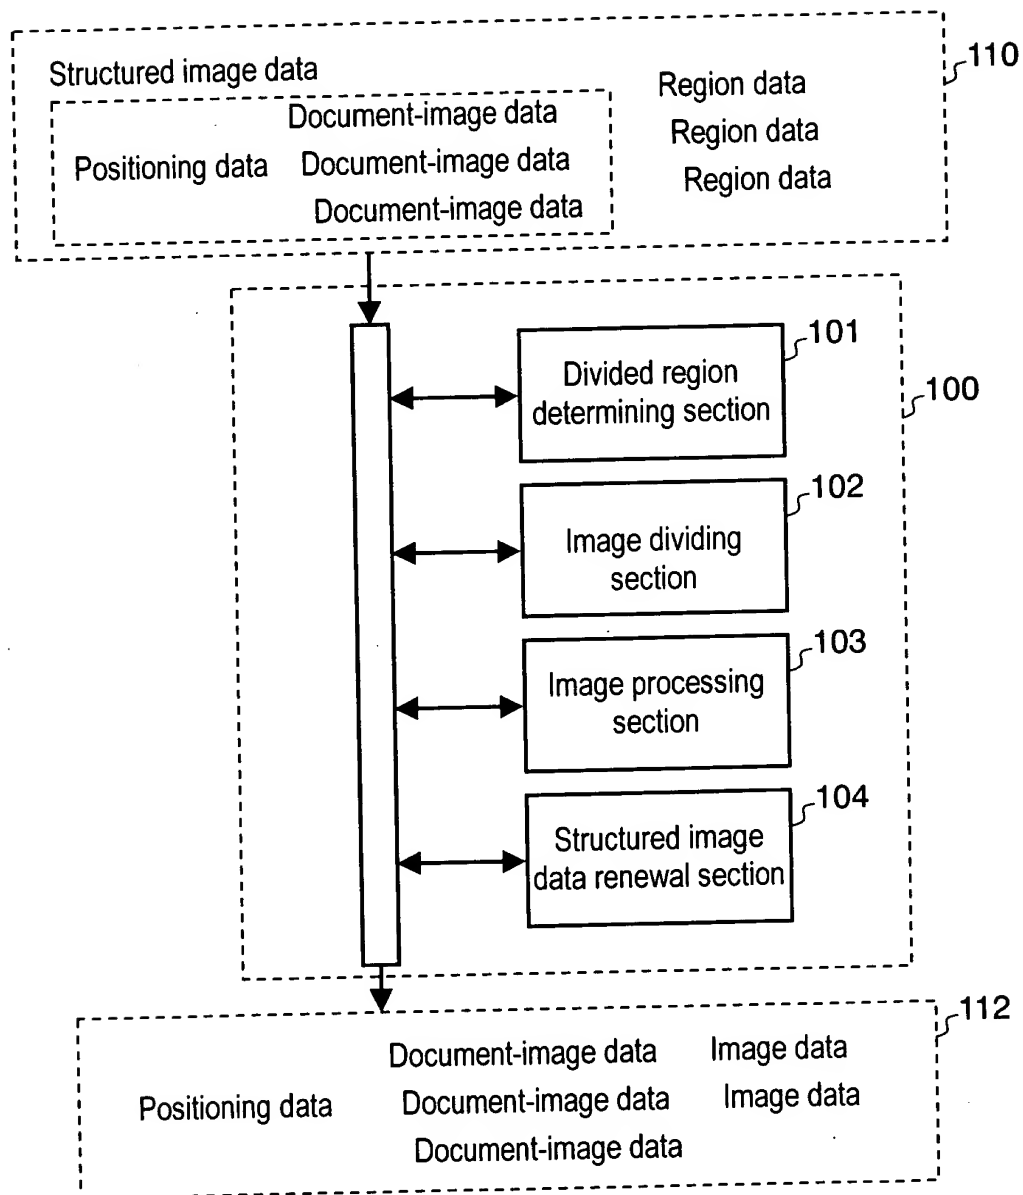 110
Structured image data
Region data
Document-image data
Region data
Positioning data
Document-image data
Region data
Document-image data
101
Divided region
determining section
100
102
Image dividing
section
103
Image processing
section
104
Structured image
data renewal section
112
Document-image data
Image data
Positioning data
Document-image data
Image data
Document-image data